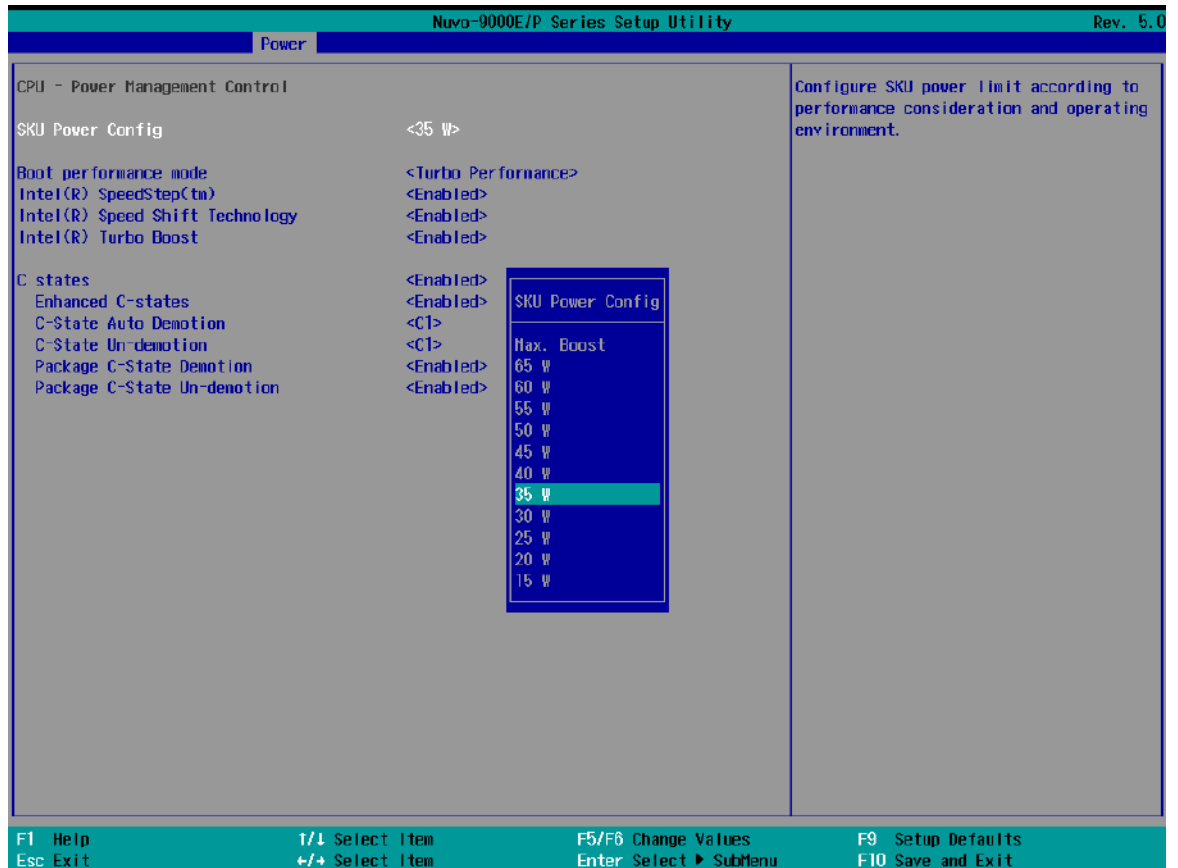 Nuvo-9000E/P Series Setup Utility Rev. 5.0
Power
CPU - Power Management Control
SKU Power Config <35 W>
Boot performance mode <Turbo Performance>
Intel(R) SpeedStep(tm) <Enabled>
Intel(R) Speed Shift Technology <Enabled>
Intel(R) Turbo Boost <Enabled>
C states <Enabled>
Enhanced C-states <Enabled>
C-State Auto Demotion <C1>
C-State Un-demotion <C1>
Package C-State Demotion <Enabled>
Package C-State Un-demotion <Enabled>
SKU Power Config
Max. Boost
65 W
60 W
55 W
50 W
45 W
40 W
35 W
30 W
25 W
20 W
15 W
Configure SKU power limit according to
performance consideration and operating
environment.
F1 Help ↑/↓ Select Item F5/F6 Change Values F9 Setup Defaults
Esc Exit ←/→ Select Item Enter Select ▶ SubMenu F10 Save and Exit